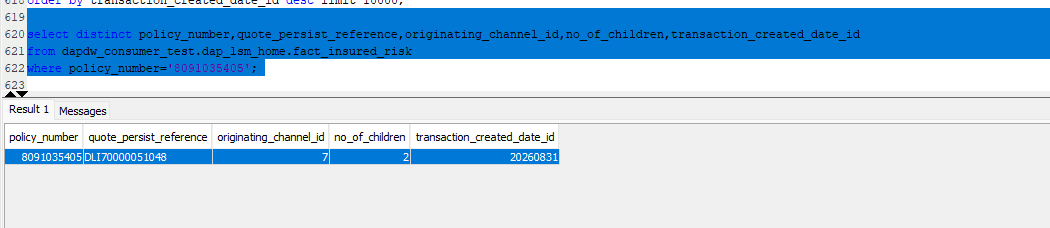 618 order by transaction_created_date_id desc limit 10000;
619
620 select distinct policy_number,quote_persist_reference,originating_channel_id,no_of_children,transaction_created_date_id
621 from dapdw_consumer_test.dap_lsm_home.fact_insured_risk
622 where policy_number='8091035405';
623
Result 1 Messages
policy_number quote_persist_reference originating_channel_id no_of_children transaction_created_date_id
8091035405 DLI70000051048 7 2 20260831